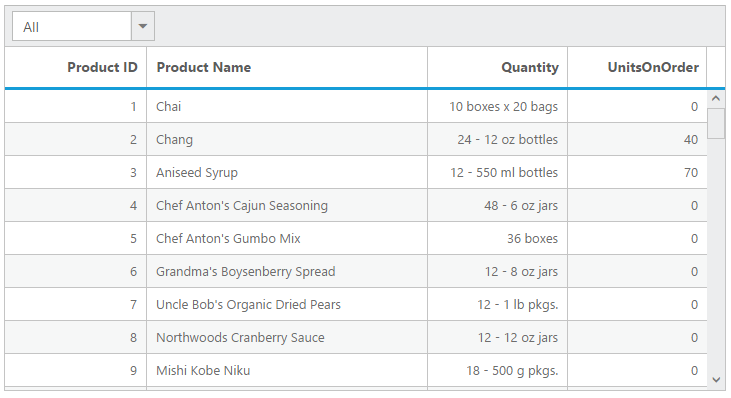 All
Product ID Product Name Quantity UnitsOnOrder
1 Chai 10 boxes x 20 bags 0
2 Chang 24 - 12 oz bottles 40
3 Aniseed Syrup 12 - 550 ml bottles 70
4 Chef Anton's Cajun Seasoning 48 - 6 oz jars 0
5 Chef Anton's Gumbo Mix 36 boxes 0
6 Grandma's Boysenberry Spread 12 - 8 oz jars 0
7 Uncle Bob's Organic Dried Pears 12 - 1 lb pkgs. 0
8 Northwoods Cranberry Sauce 12 - 12 oz jars 0
9 Mishi Kobe Niku 18 - 500 g pkgs. 0